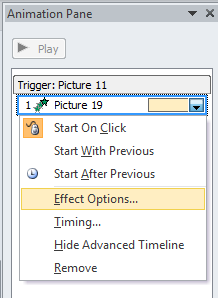 Animation Pane
Play
Trigger: Picture 11
1 Picture 19
Start On Click
Start With Previous
Start After Previous
Effect Options...
Timing...
Hide Advanced Timeline
Remove